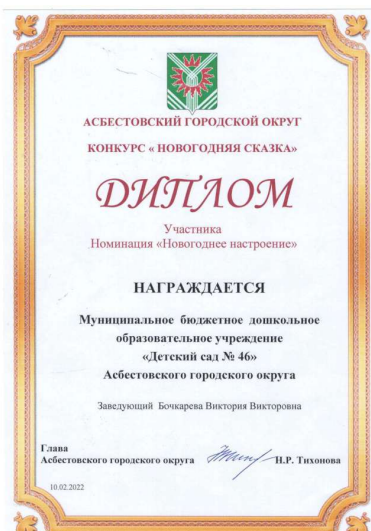 АСБЕСТОВСКИЙ ГОРОДСКОЙ ОКРУГ
КОНКУРС « НОВОГОДНЯЯ СКАЗКА»
ДИПЛОМ
Участника
Номинация «Новогоднее настроение»
НАГРАЖДАЕТСЯ
Муниципальное бюджетное дошкольное
образовательное учреждение
«Детский сад № 46»
Асбестовского городского округа
Заведующий Бочкарева Виктория Викторовна
Глава
Асбестовского городского округа Н.Р. Тихонова
10.02.2022